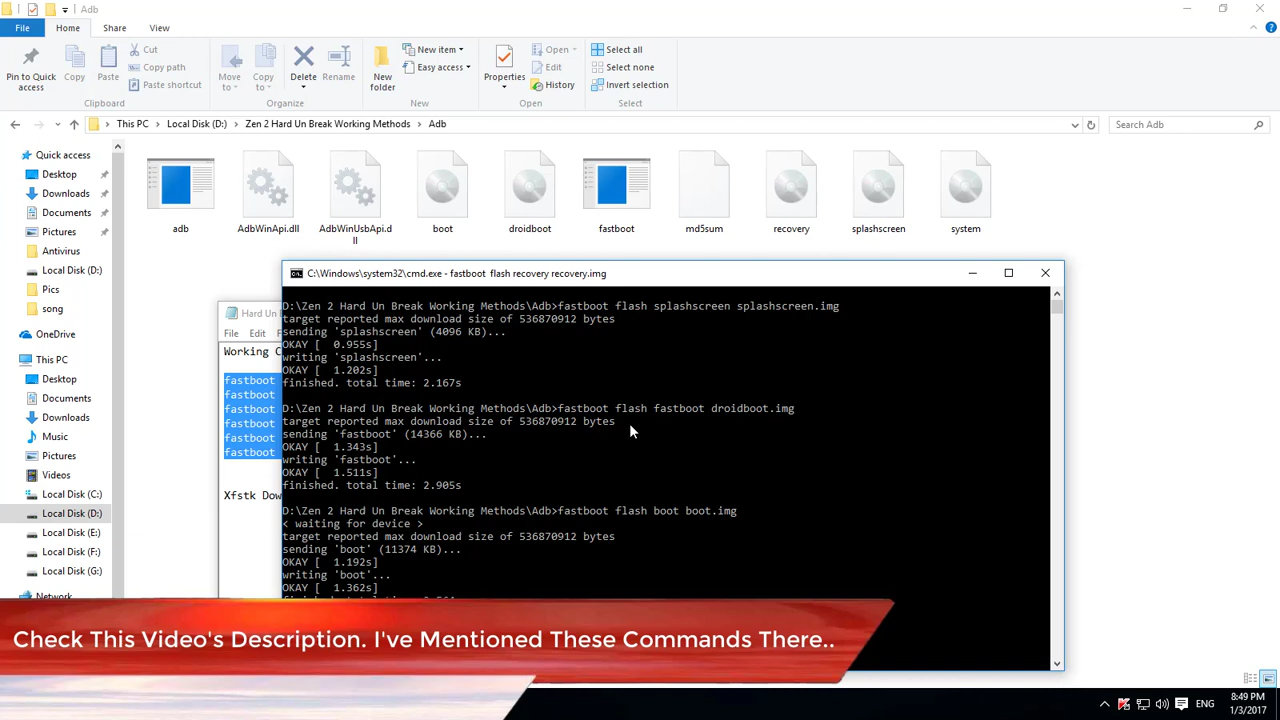 Adb
File
Home
Share
View
Pin to Quick access
Copy
Paste
Cut
Copy path
Paste shortcut
Clipboard
Move to
Copy to
Delete
Rename
Organize
New folder
New item
Easy access
New
Properties
Open
Edit
History
Open
Select all
Select none
Invert selection
Select
This PC
Local Disk (D:)
Zen 2 Hard Un Break Working Methods
Adb
Search Adb
Quick access
Desktop
Downloads
Documents
Pictures
Antivirus
Local Disk (D:)
Pics
song
OneDrive
This PC
Desktop
Documents
Downloads
Music
Pictures
Videos
Local Disk (C:)
Local Disk (D:)
Local Disk (E:)
Local Disk (F:)
Local Disk (G:)
Network
adb
AdbWinApi.dll
AdbWinUsbApi.dll
boot
droidboot
fastboot
md5sum
recovery
splashscreen
system
Hard Un
File Edit
Working C
fastboot
fastboot
fastboot
fastboot
fastboot
fastboot
Xfstk Dow
C:\Windows\system32\cmd.exe - fastboot flash recovery recovery.img
D:\Zen 2 Hard Un Break Working Methods\Adb>fastboot flash splashscreen splashscreen.img
target reported max download size of 536870912 bytes
sending 'splashscreen' (4096 KB)...
OKAY [ 0.955s]
writing 'splashscreen'...
OKAY [ 1.202s]
finished. total time: 2.167s
D:\Zen 2 Hard Un Break Working Methods\Adb>fastboot flash fastboot droidboot.img
target reported max download size of 536870912 bytes
sending 'fastboot' (14366 KB)...
OKAY [ 1.343s]
writing 'fastboot'...
OKAY [ 1.511s]
finished. total time: 2.905s
D:\Zen 2 Hard Un Break Working Methods\Adb>fastboot flash boot boot.img
< waiting for device >
target reported max download size of 536870912 bytes
sending 'boot' (11374 KB)...
OKAY [ 1.192s]
writing 'boot'...
OKAY [ 1.362s]
Check This Video's Description. I've Mentioned These Commands There..
ENG
8:49 PM
1/3/2017